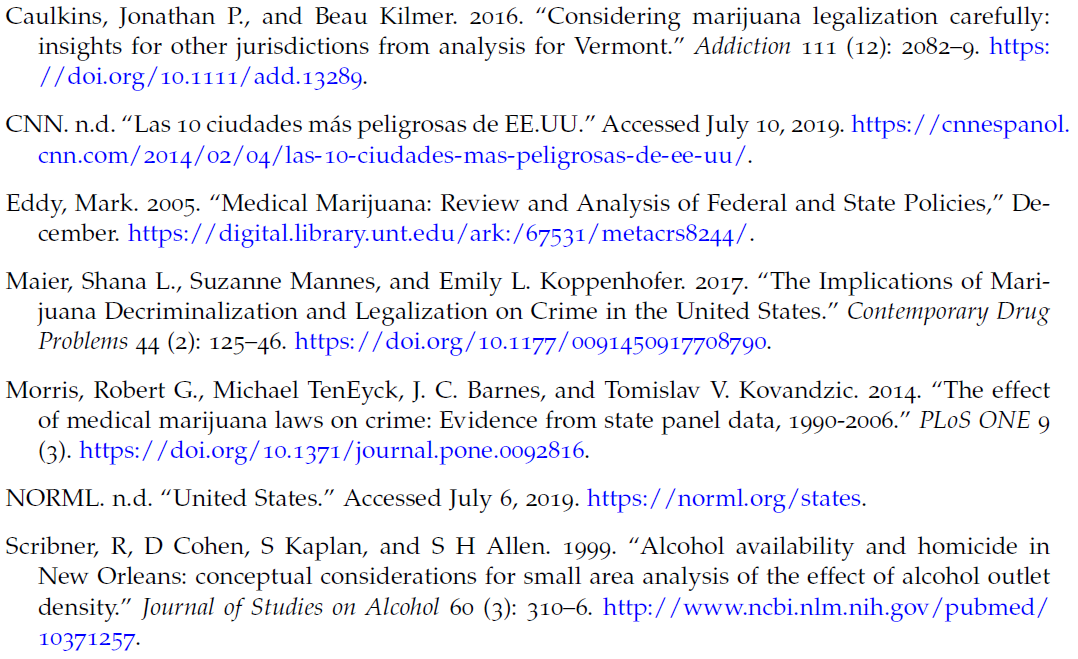 Caulkins, Jonathan P., and Beau Kilmer. 2016. “Considering marijuana legalization carefully:
insights for other jurisdictions from analysis for Vermont.” Addiction 111 (12): 2082–9. https:
//doi.org/10.1111/add.13289.
CNN. n.d. “Las 10 ciudades más peligrosas de EE.UU.” Accessed July 10, 2019. https://cnnespanol.
cnn.com/2014/02/04/las-10-ciudades-mas-peligrosas-de-ee-uu/.
Eddy, Mark. 2005. “Medical Marijuana: Review and Analysis of Federal and State Policies,” De-
cember. https://digital.library.unt.edu/ark:/67531/metacrs8244/.
Maier, Shana L., Suzanne Mannes, and Emily L. Koppenhofer. 2017. “The Implications of Mari-
juana Decriminalization and Legalization on Crime in the United States.” Contemporary Drug
Problems 44 (2): 125–46. https://doi.org/10.1177/0091450917708790.
Morris, Robert G., Michael TenEyck, J. C. Barnes, and Tomislav V. Kovandzic. 2014. “The effect
of medical marijuana laws on crime: Evidence from state panel data, 1990-2006.” PLoS ONE 9
(3). https://doi.org/10.1371/journal.pone.0092816.
NORML. n.d. “United States.” Accessed July 6, 2019. https://norml.org/states.
Scribner, R, D Cohen, S Kaplan, and S H Allen. 1999. “Alcohol availability and homicide in
New Orleans: conceptual considerations for small area analysis of the effect of alcohol outlet
density.” Journal of Studies on Alcohol 60 (3): 310–6. http://www.ncbi.nlm.nih.gov/pubmed/
10371257.